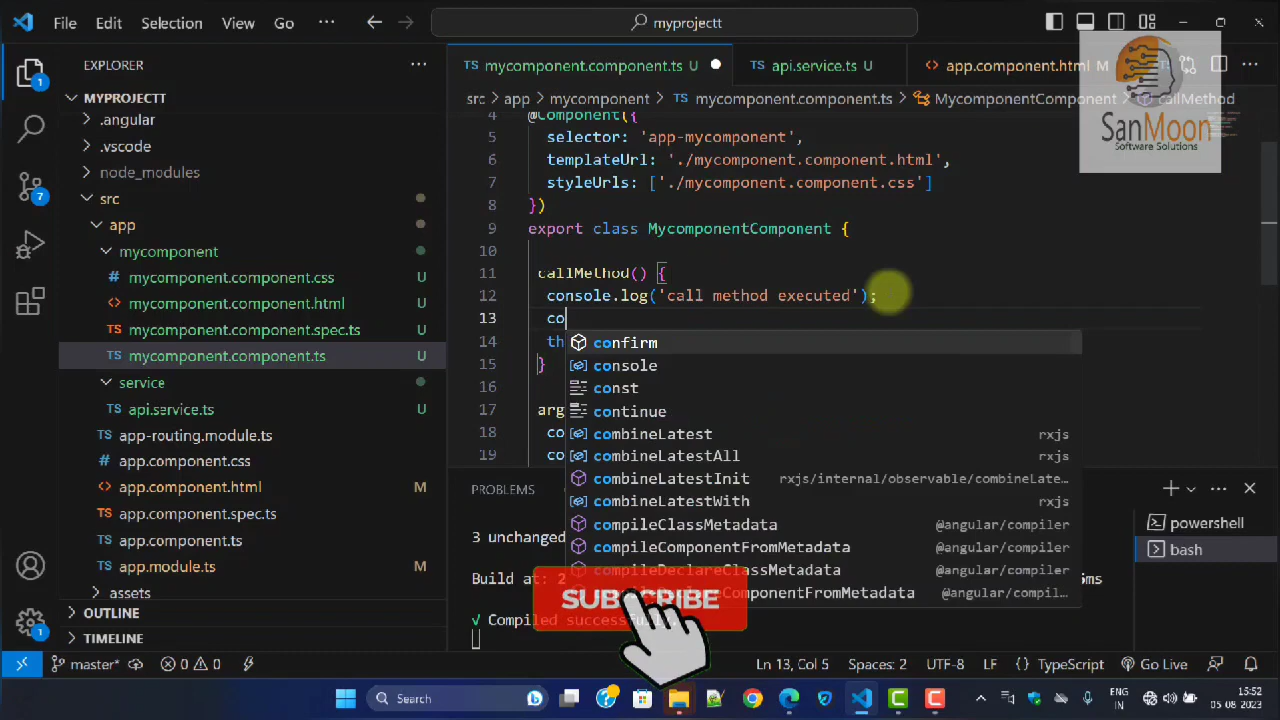 File Edit Selection View Go ··· myprojectt
EXPLORER ···
MYPROJECTT
.angular
.vscode
node_modules
src
app
mycomponent
# mycomponent.component.css U
<> mycomponent.component.html U
TS mycomponent.component.spec.ts U
TS mycomponent.component.ts U
service
TS api.service.ts U
TS app-routing.module.ts
# app.component.css
<> app.component.html M
TS app.component.spec.ts
TS app.component.ts
TS app.module.ts M
assets
OUTLINE
TIMELINE
1
7
1
TS mycomponent.component.ts U TS api.service.ts U <> app.component.html M ···
src > app > mycomponent > TS mycomponent.component.ts > MycomponentComponent > callMethod
SanMoon
Software Solutions
4 @Component({
5 selector: 'app-mycomponent',
6 templateUrl: './mycomponent.component.html',
7 styleUrls: ['./mycomponent.component.css']
8 })
9 export class MycomponentComponent {
10
11 callMethod() {
12 console.log('call method executed');
13 co
14 th
15 }
16
17 arg
18 co
19 co
confirm
console
const
continue
combineLatest rxjs
combineLatestAll rxjs
combineLatestInit rxjs/internal/observable/combineLate…
combineLatestWith rxjs
compileClassMetadata @angular/compiler
compileComponentFromMetadata @angular/compiler
compileDeclareClassMetadata @angular/compiler
ComponentFromMetadata @angular/compiler
PROBLEMS ···
3 unchanged
Build at: 2
√ Compiled successfully.
powershell
bash
SUBSCRIBE
master* 0 0 Ln 13, Col 5 Spaces: 2 UTF-8 LF {} TypeScript Go Live
Search ENG IN 15:52 05-08-2023